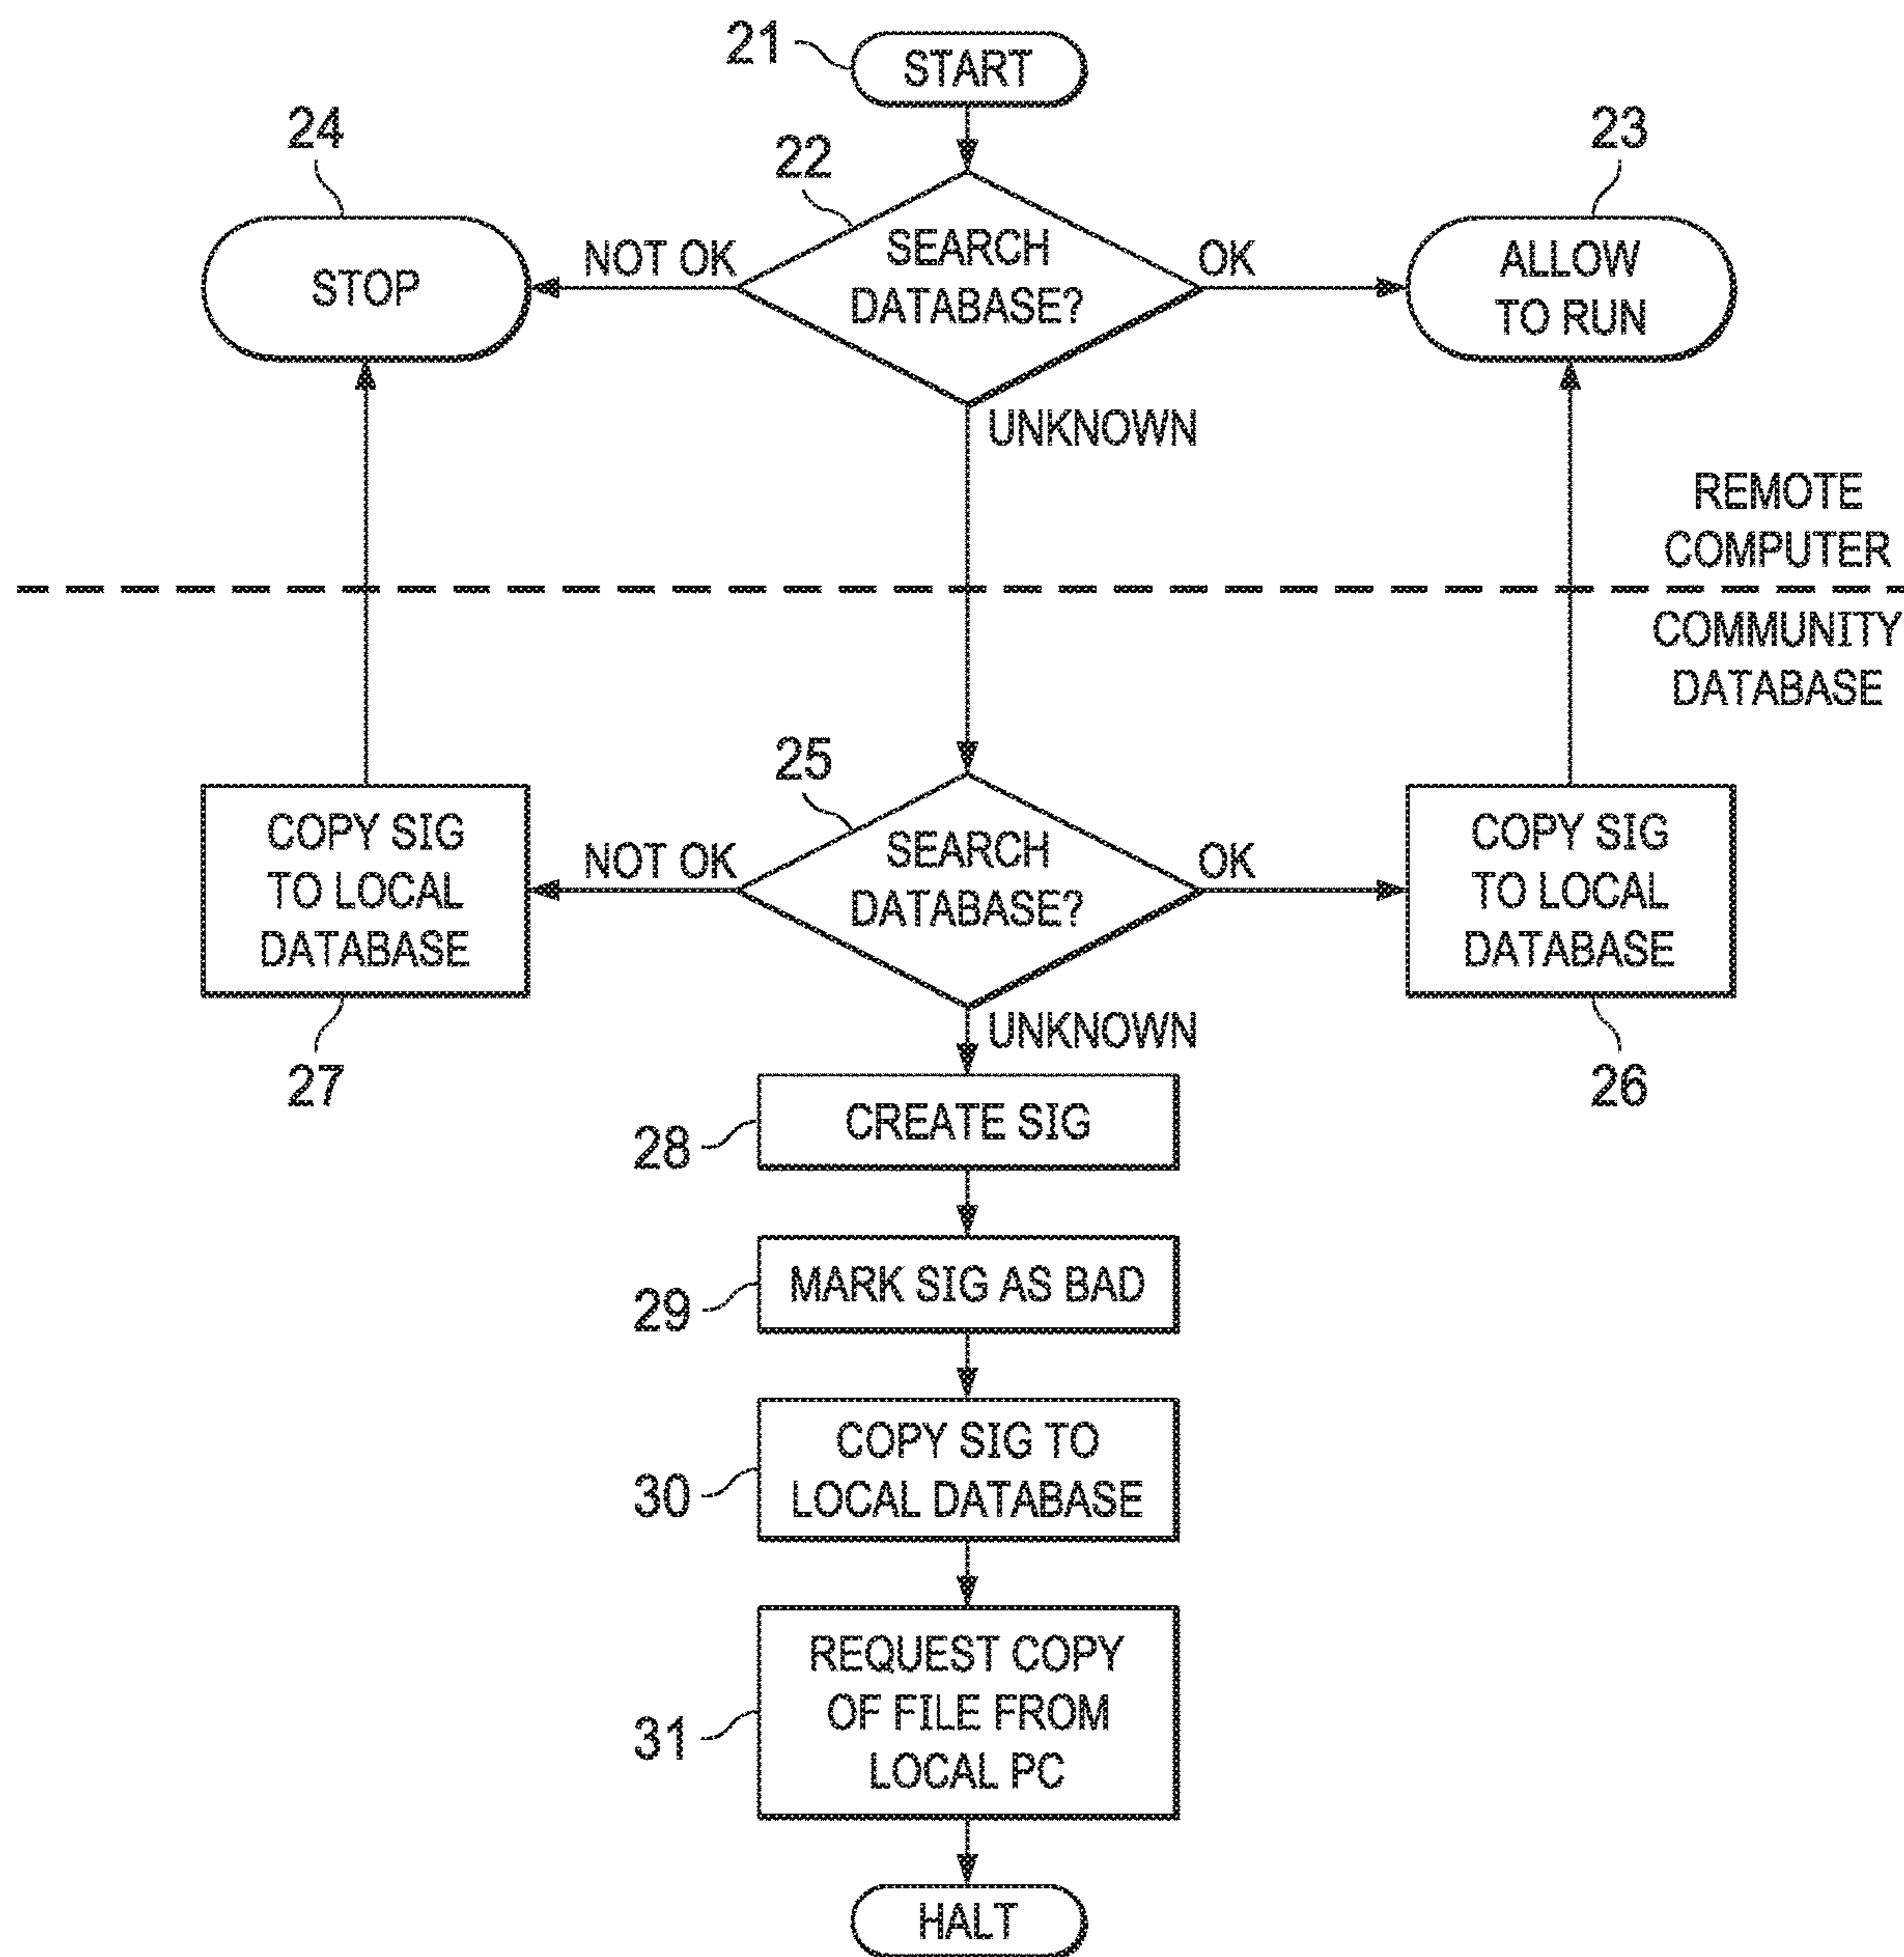 21
START
24
23
22
STOP
NOT OK
SEARCH
DATABASE?
OK
ALLOW
TO RUN
UNKNOWN
REMOTE
COMPUTER
COMMUNITY
DATABASE
25
COPY SIG
TO LOCAL
DATABASE
NOT OK
SEARCH
DATABASE?
OK
COPY SIG
TO LOCAL
DATABASE
UNKNOWN
27
26
28
CREATE SIG
29
MARK SIG AS BAD
30
COPY SIG TO
LOCAL DATABASE
31
REQUEST COPY
OF FILE FROM
LOCAL PC
HALT